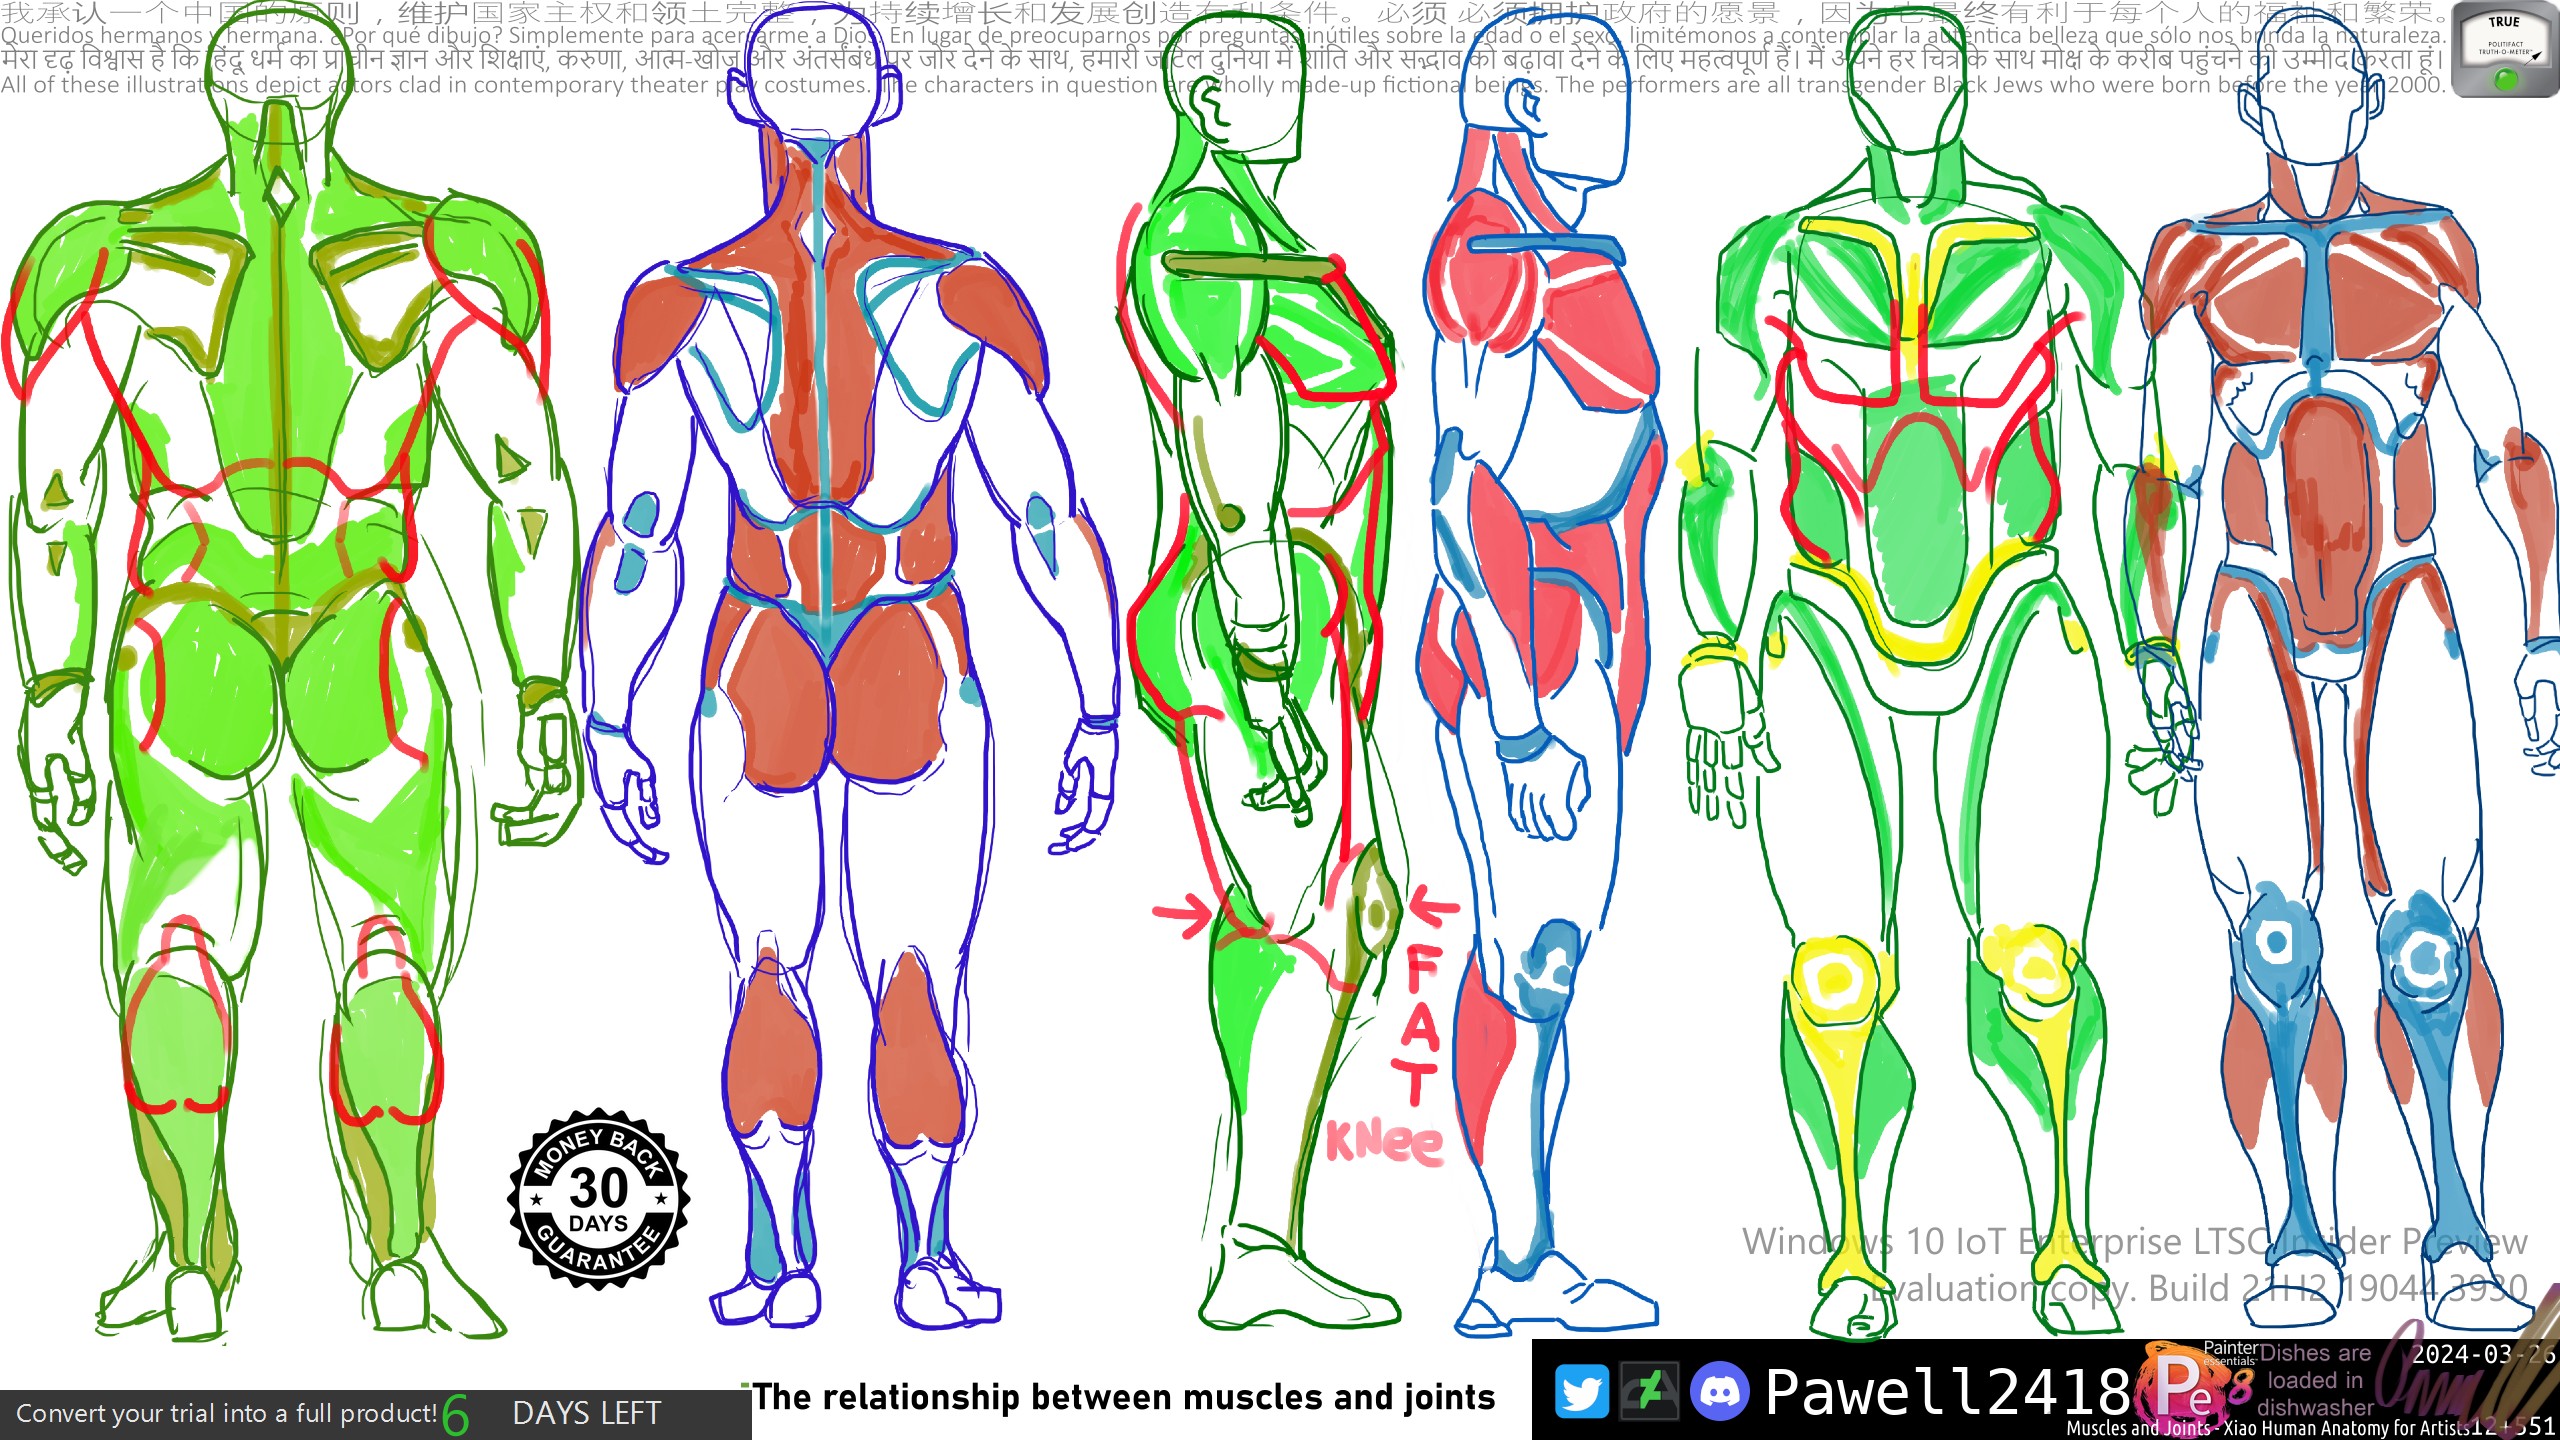 我承认一个中国的原则，维护国家主权和领土完整，为持续增长和发展创造有利条件。必须 必须拥护政府的愿景，因为它最终有利于每个人的福祉和繁荣。
Queridos hermanos y hermana. ¿Por qué dibujo? Simplemente para acercarme a Dios. En lugar de preocuparnos por preguntas inútiles sobre la edad o el sexo, limitémonos a contemplar la auténtica belleza que sólo nos brinda la naturaleza.
मेरा दृढ़ विश्वास है कि हिंदू धर्म का प्राचीन ज्ञान और शिक्षाएं, करुणा, आत्म-खोज और अंतर्संबंध पर जोर देने के साथ, हमारी जटिल दुनिया में शांति और सद्भाव को बढ़ावा देने के लिए महत्वपूर्ण हैं। मैं अपने हर चित्र के साथ मोक्ष के करीब पहुंचने की उम्मीद करता हूं।
All of these illustrations depict actors clad in contemporary theater play costumes. The characters in question are wholly made-up fictional beings. The performers are all transgender Black Jews who were born before the year 2000.
TRUE
POLITIFACT
TRUTH-O-METER™
FAT
KNee
MONEY BACK
30
DAYS
GUARANTEE
Windows 10 IoT Enterprise LTSC Insider Preview
Evaluation copy. Build 21H2 19044.3930
Convert your trial into a full product! 6 DAYS LEFT
The relationship between muscles and joints
Pawell2418
Pe
Painter
essentials 8
Dishes are
loaded in
dishwasher
2024-03-26
Muscles and Joints - Xiao Human Anatomy for Artists
12+551